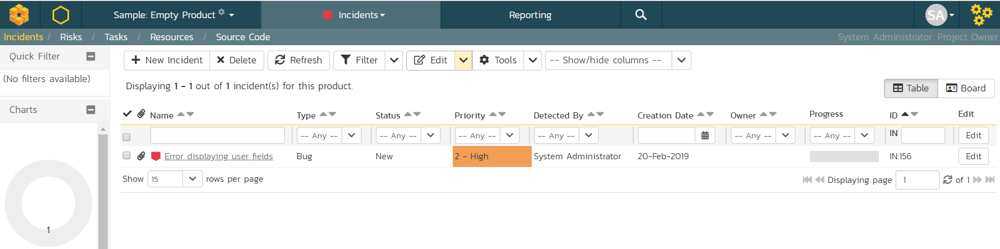 Sample: Empty Product Incidents Reporting SA
Incidents / Risks / Tasks / Resources / Source Code System Administrator: Project Owner
Quick Filter
(No filters available)
Charts
1
New Incident Delete Refresh Filter Edit Tools -- Show/hide columns --
Displaying 1 - 1 out of 1 incident(s) for this product.
Table Board
Name Type Status Priority Detected By Creation Date Owner Progress ID Edit
-- Any -- -- Any -- -- Any -- -- Any -- -- Any -- -- Any -- IN Edit
Error displaying user fields Bug New 2 - High System Administrator 20-Feb-2019 IN:156 Edit
Show 15 rows per page Displaying page 1 of 1